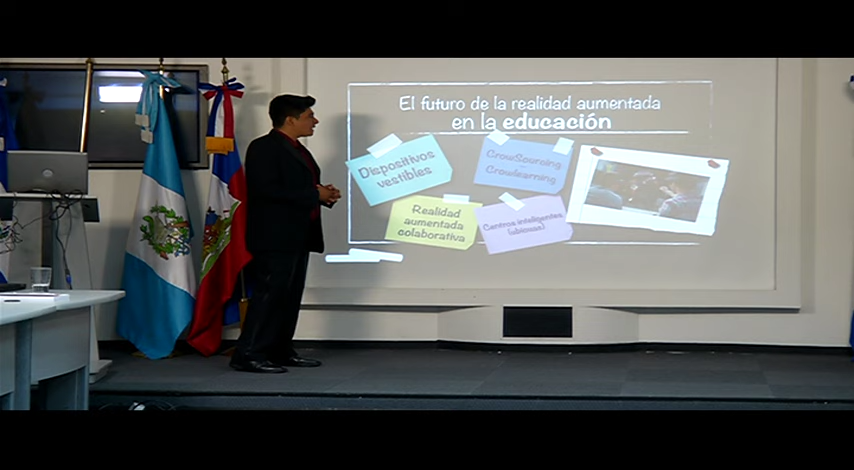 El futuro de la realidad aumentada
en la educación
Dispositivos
vestibles
CrowSourcing
Crowlearning
Realidad
aumentada
colaborativa
Centros inteligentes
(ubicuos)